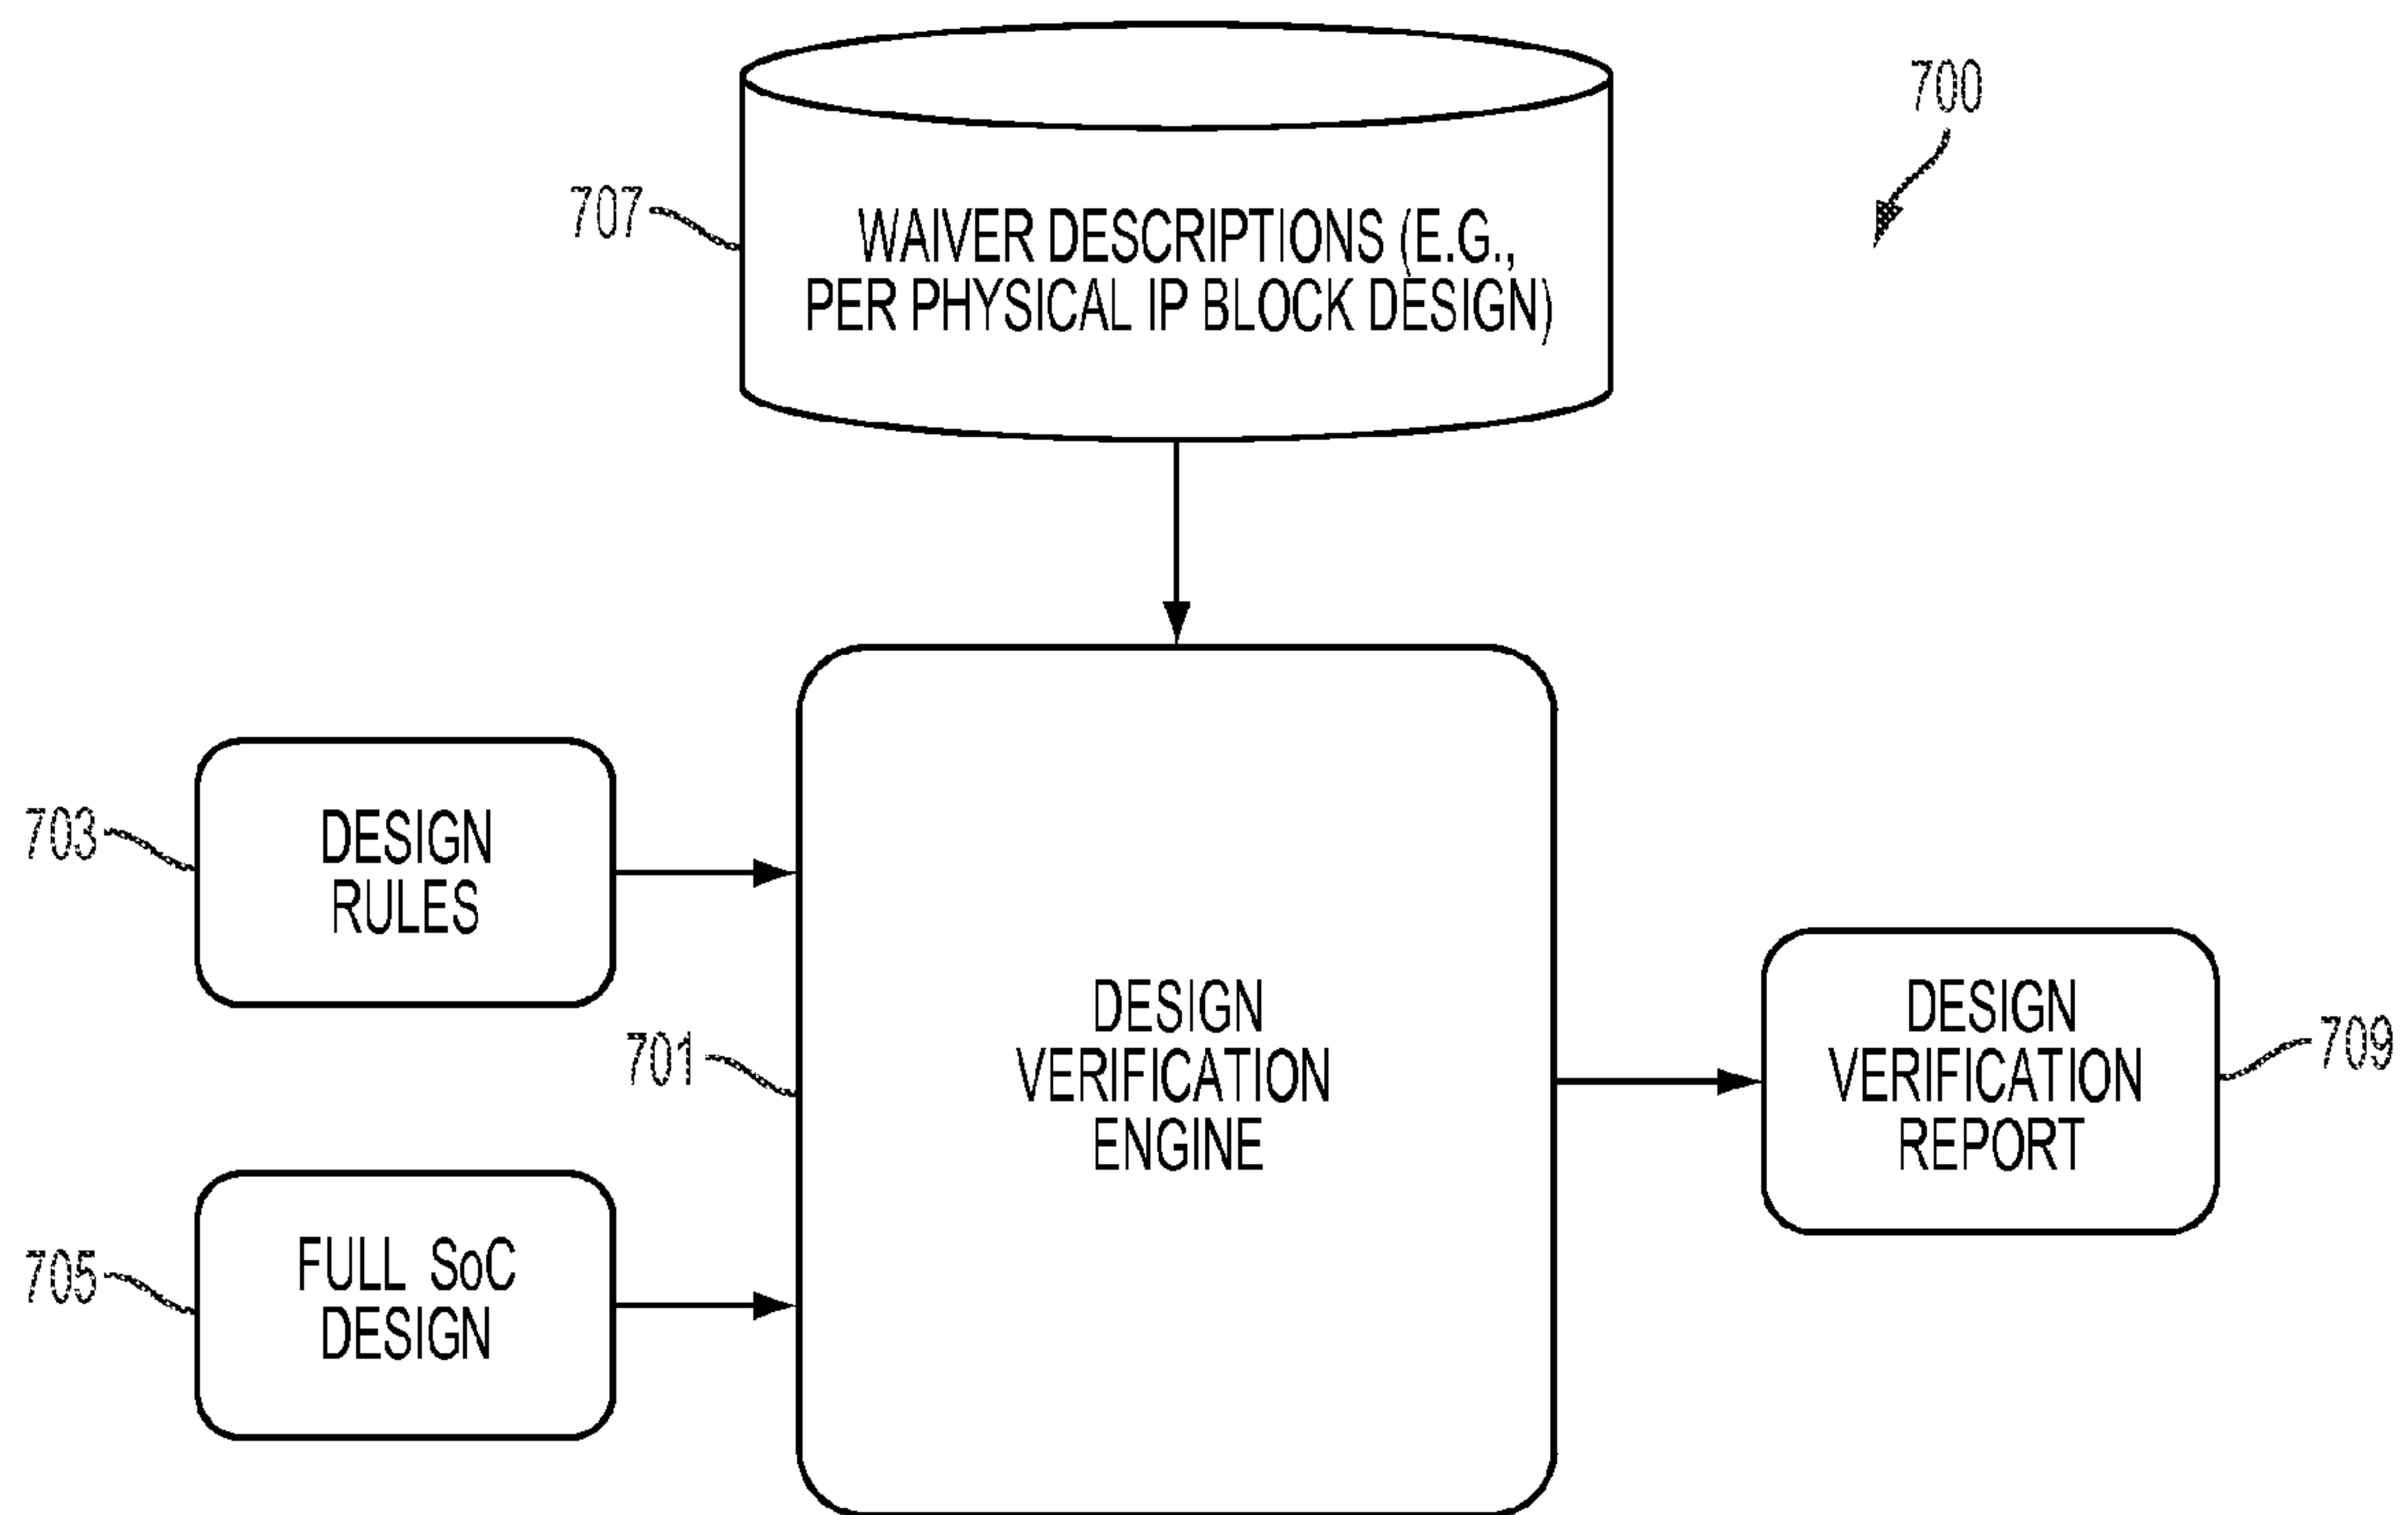 700
707
WAIVER DESCRIPTIONS (E.G.,
PER PHYSICAL IP BLOCK DESIGN)
703
DESIGN
RULES
701
DESIGN
VERIFICATION
ENGINE
DESIGN
VERIFICATION
REPORT
709
705
FULL SoC
DESIGN